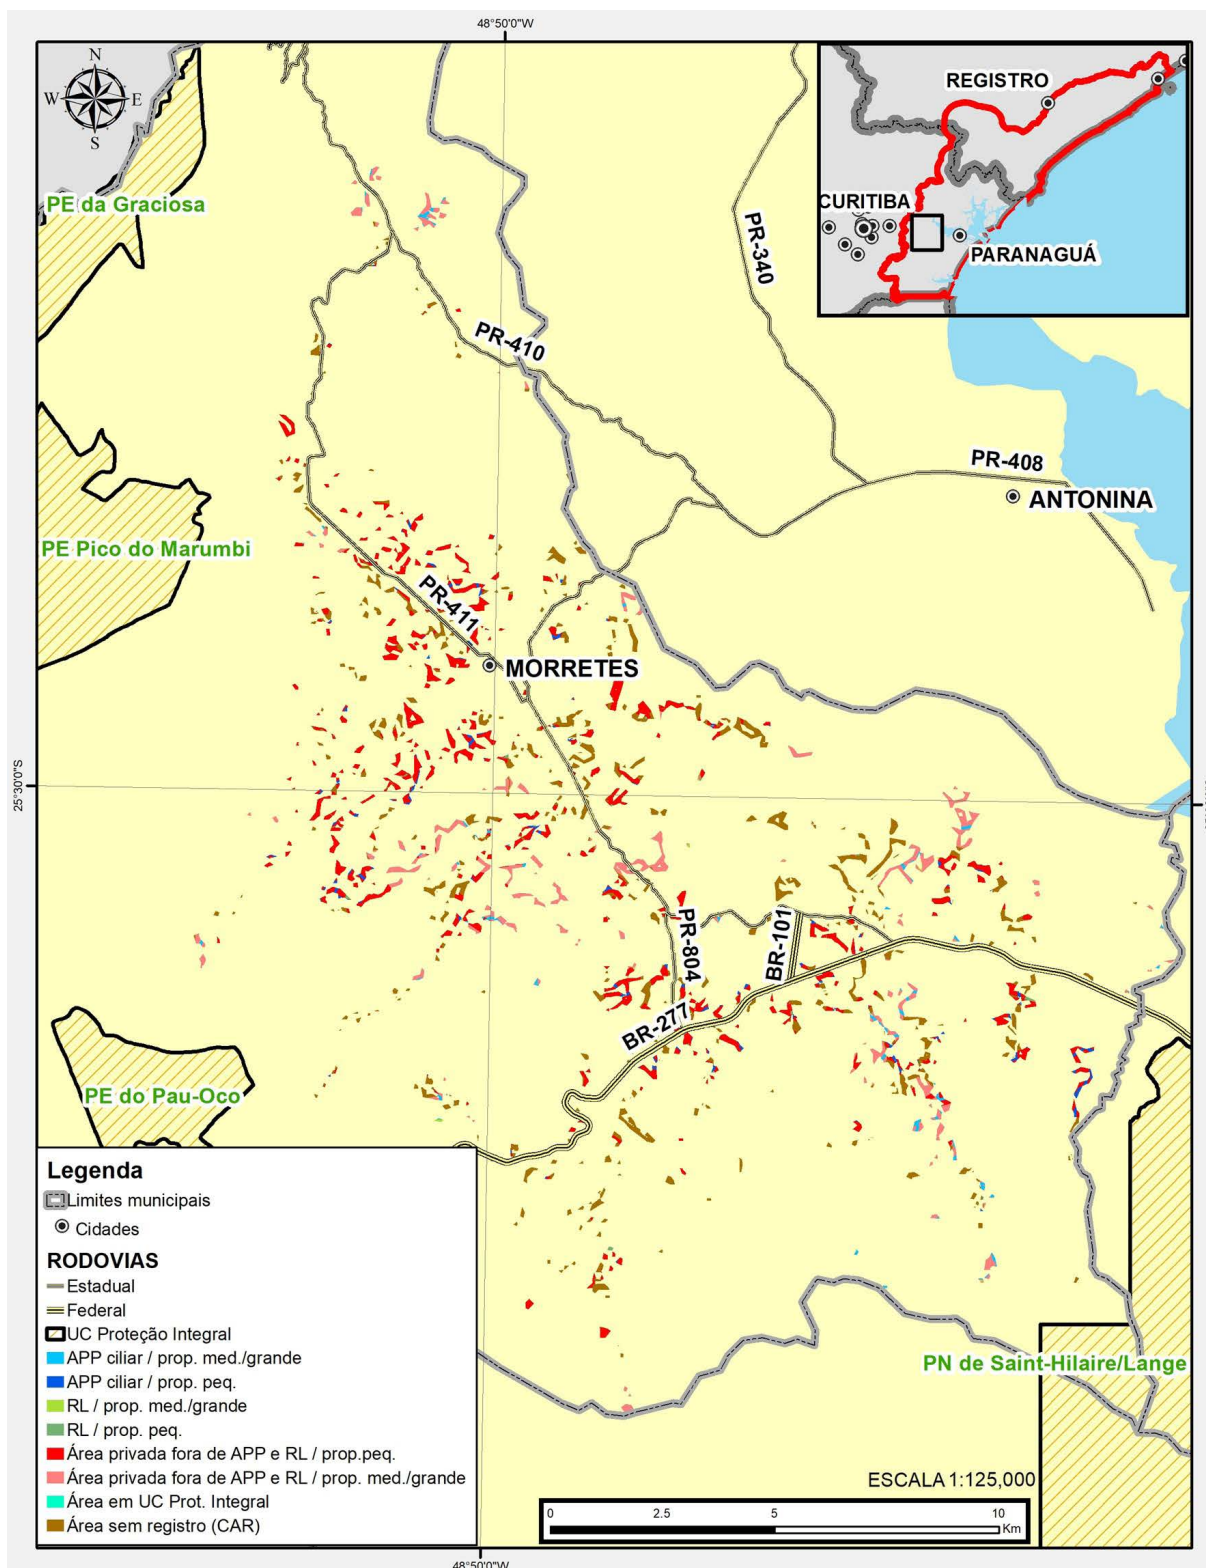 48°50'0"W
N
W
E
S
REGISTRO
CURITIBA
PARANAGUÁ
PE da Graciosa
PR-340
PR-410
PR-408
ANTONINA
PE Pico do Marumbi
PR-411
MORRETES
25°30'0"S
PR-804
BR-101
BR-277
PE do Pau-Oco
Legenda
Limites municipais
Cidades
RODOVIAS
Estadual
Federal
UC Proteção Integral
APP ciliar / prop. med./grande
APP ciliar / prop. peq.
RL / prop. med./grande
RL / prop. peq.
Área privada fora de APP e RL / prop.peq.
Área privada fora de APP e RL / prop. med./grande
Área em UC Prot. Integral
Área sem registro (CAR)
PN de Saint-Hilaire/Lange
ESCALA 1:125,000
0 2.5 5 10
Km
48°50'0"W